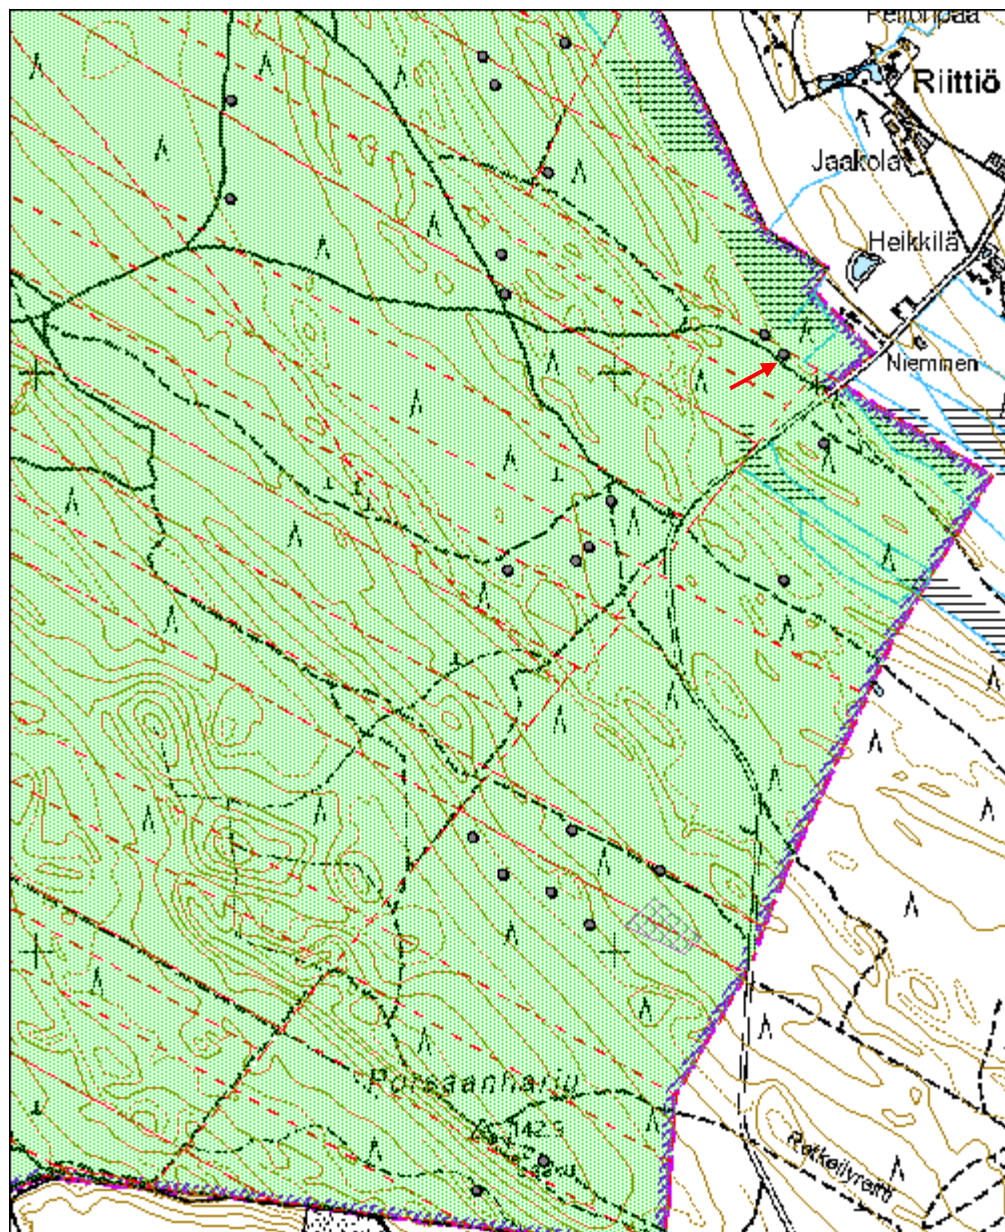 Riittiö
Jaakola
Heikkilä
Nieminen
Porsaanharju
Retkeilyreitti